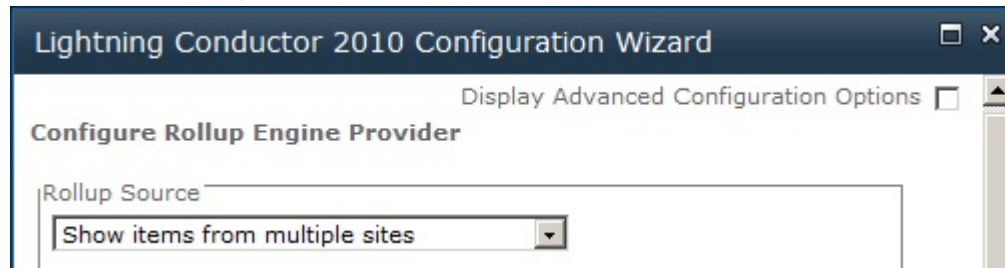 Lightning Conductor 2010 Configuration Wizard
Display Advanced Configuration Options
Configure Rollup Engine Provider
Rollup Source
Show items from multiple sites